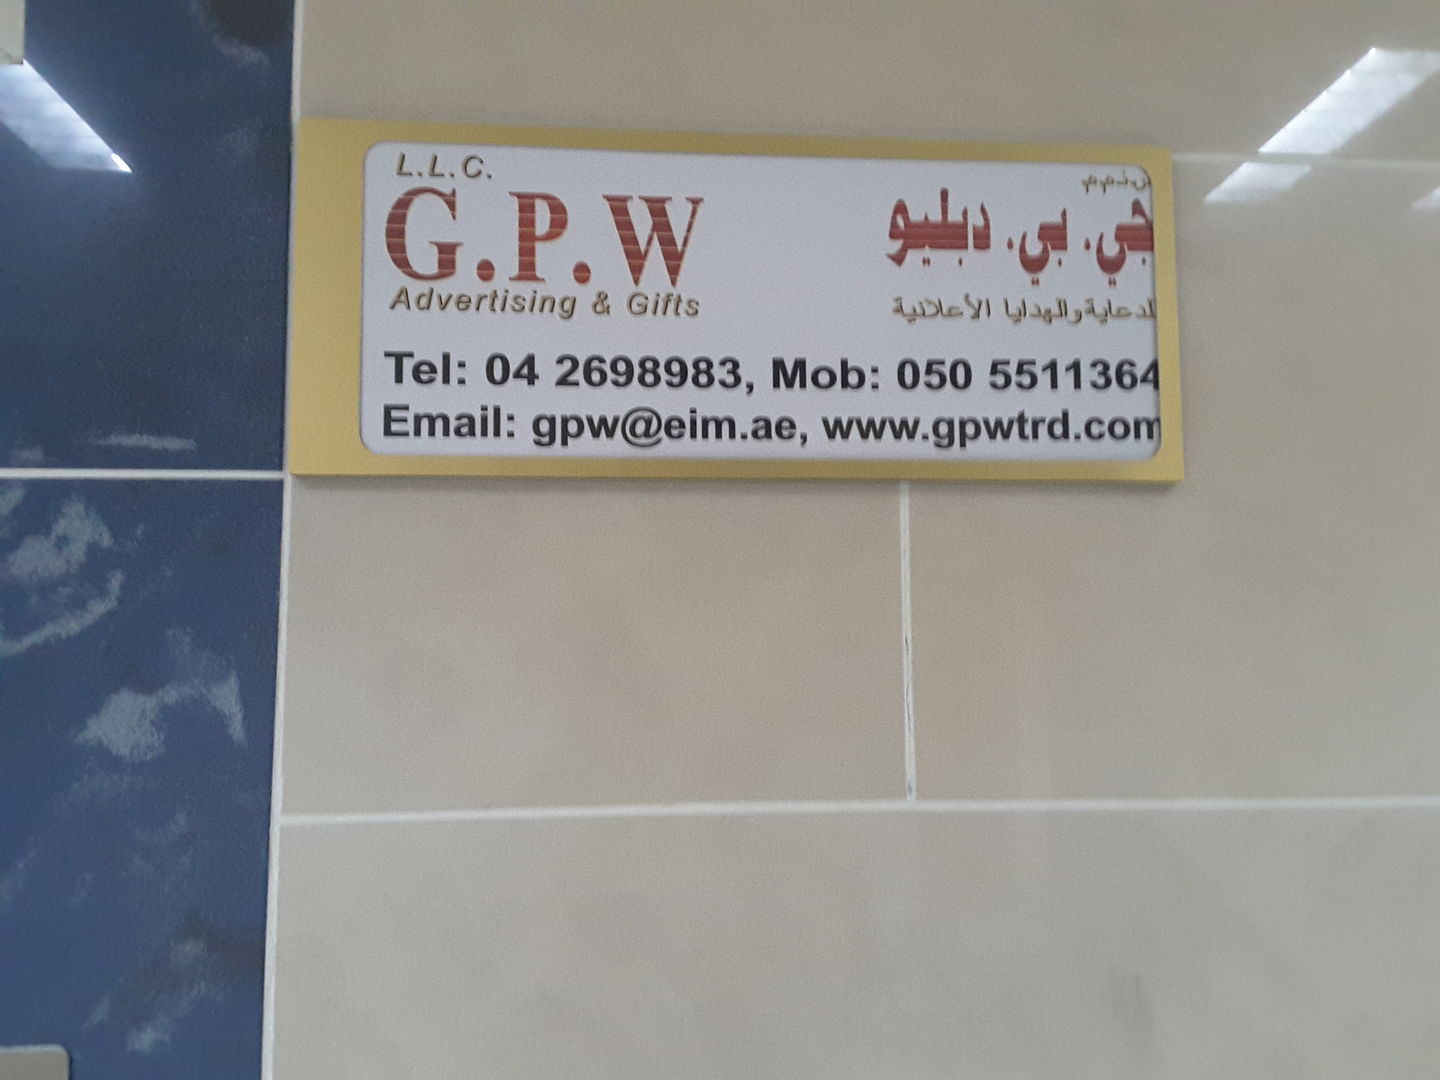 L.L.C.
G.P.W
Advertising & Gifts
ذ.م.م
جي. بي. دبليو
للدعاية والهدايا الأعلانية
Tel: 04 2698983, Mob: 050 5511364
Email: gpw@eim.ae, www.gpwtrd.com